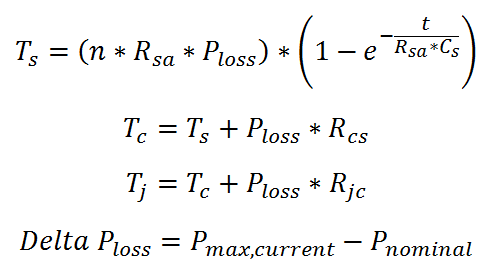 T_s = (n * R_sa * P_loss) * (1 − e^(−t/(R_sa*C_s)))
T_c = T_s + P_loss * R_cs
T_j = T_c + P_loss * R_jc
Delta P_loss = P_max,current − P_nominal